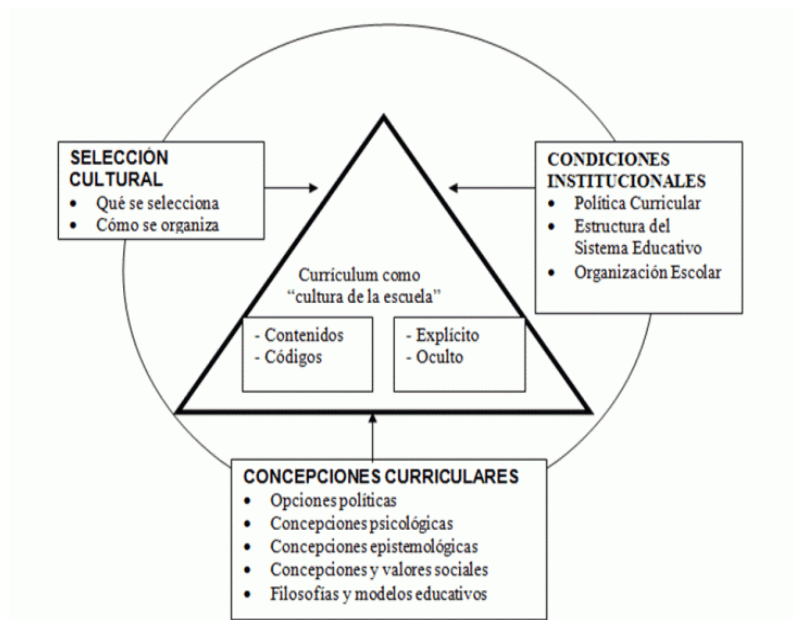 SELECCIÓN
CULTURAL
• Qué se selecciona
• Cómo se organiza
CONDICIONES
INSTITUCIONALES
• Política Curricular
• Estructura del
Sistema Educativo
• Organización Escolar
Currículum como
“cultura de la escuela”
- Contenidos
- Códigos
- Explícito
- Oculto
CONCEPCIONES CURRICULARES
• Opciones políticas
• Concepciones psicológicas
• Concepciones epistemológicas
• Concepciones y valores sociales
• Filosofías y modelos educativos